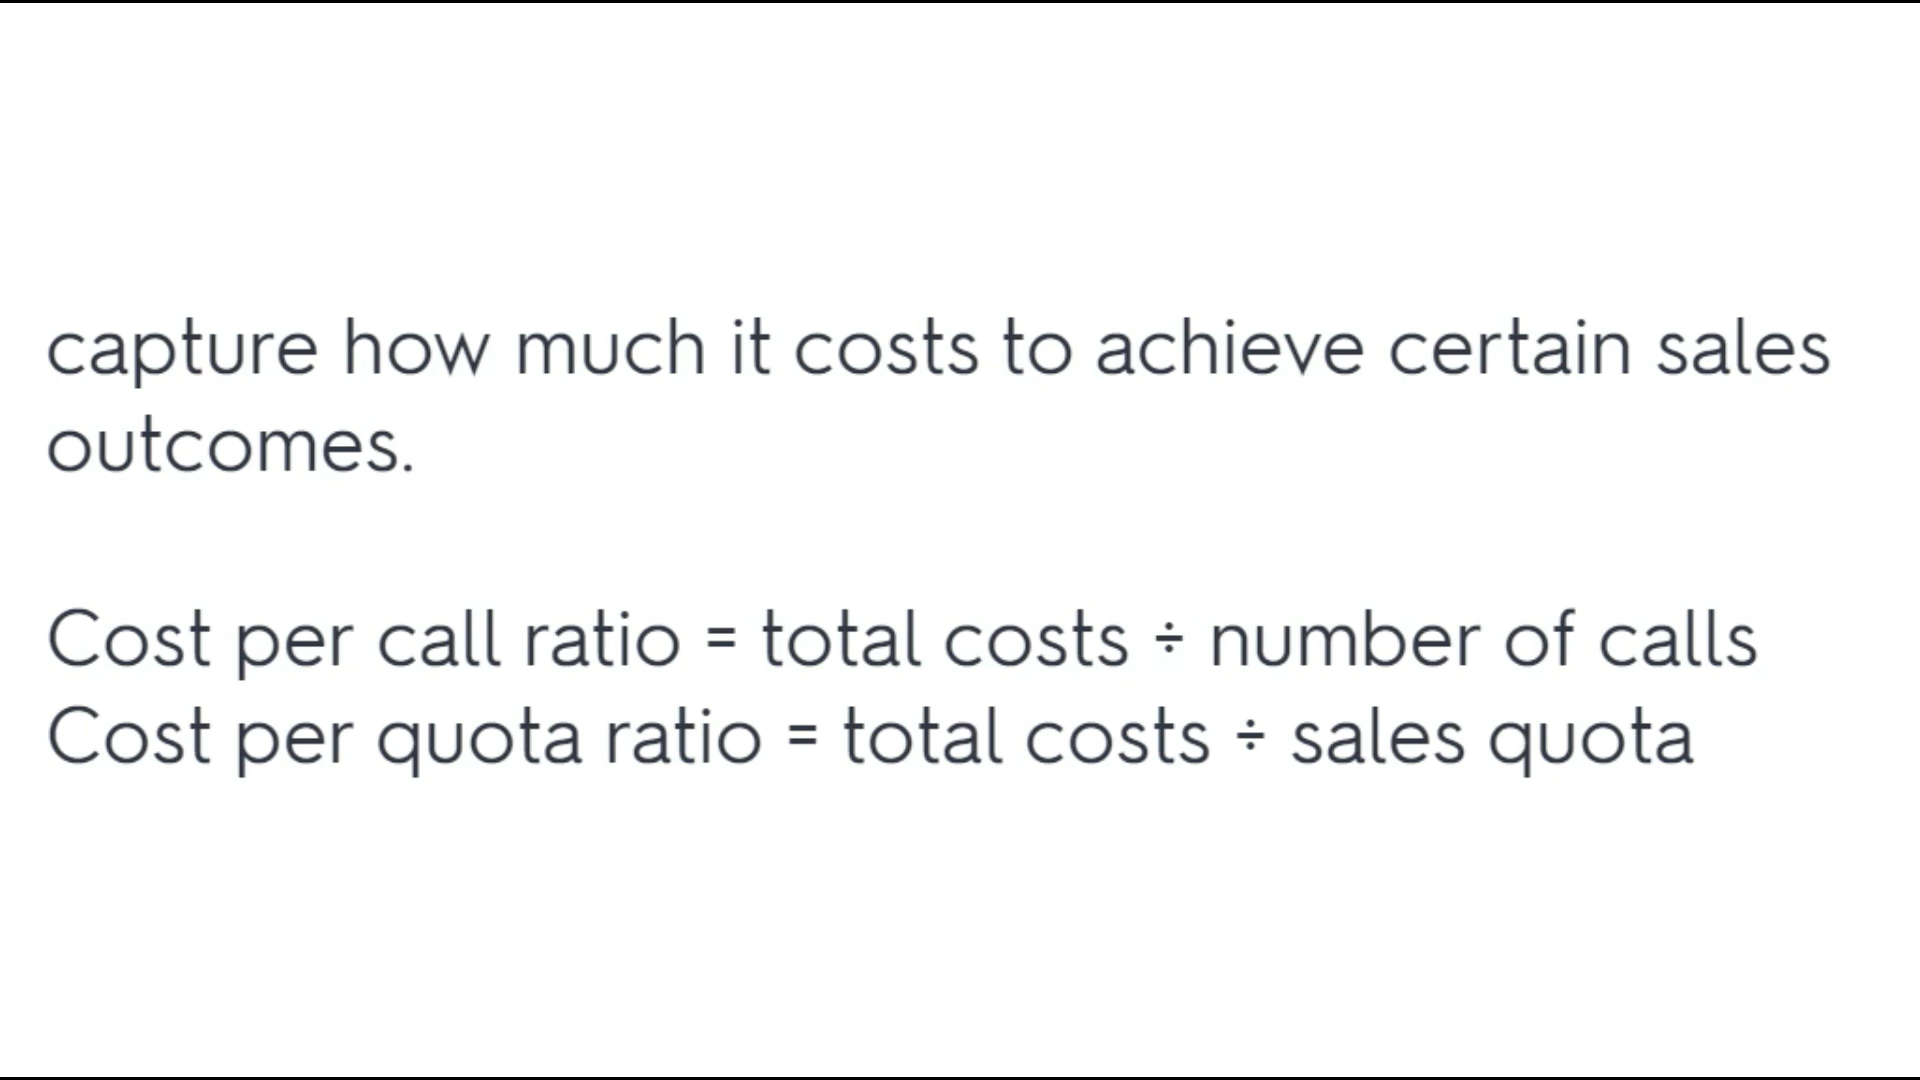 capture how much it costs to achieve certain sales
outcomes.
Cost per call ratio = total costs ÷ number of calls
Cost per quota ratio = total costs ÷ sales quota